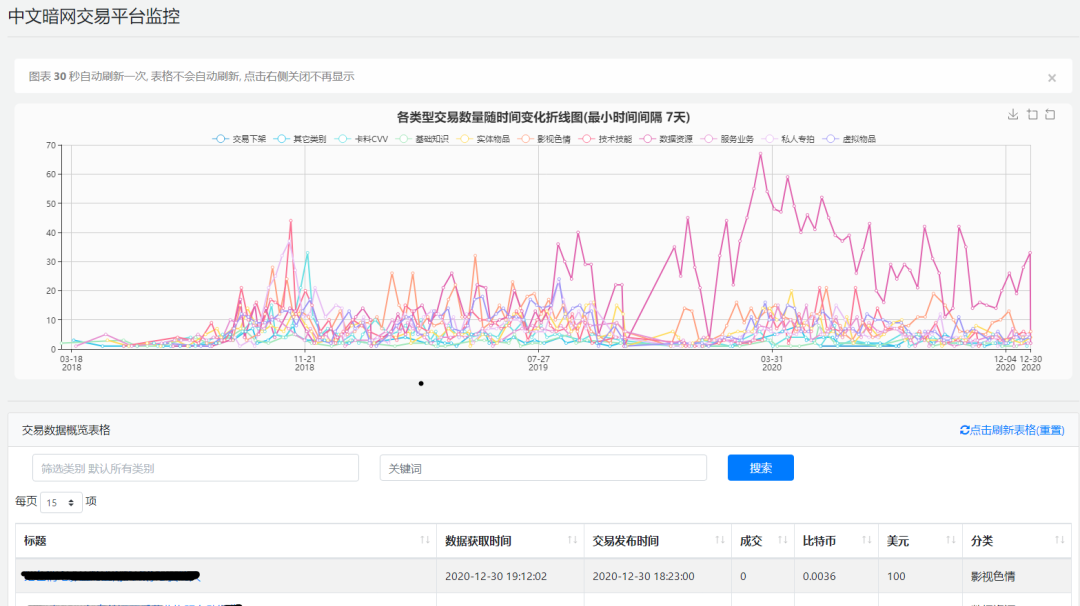 中文暗网交易平台监控
图表 30 秒自动刷新一次, 表格不会自动刷新, 点击右侧关闭不再显示 ×
各类型交易数量随时间变化折线图(最小时间间隔 7天)
交易下架 其它类别 卡料CVV 基础知识 实体物品 影视色情 技术技能 数据资源 服务业务 私人专拍 虚拟物品
70
60
50
40
30
20
10
0
03-18 11-21 07-27 03-31 12-04 12-30
2018 2018 2019 2020 2020 2020
交易数据概览表格 点击刷新表格(重置)
筛选类别 默认所有类别 关键词 搜索
每页 15 项
标题 数据获取时间 交易发布时间 成交 比特币 美元 分类
2020-12-30 19:12:02 2020-12-30 18:23:00 0 0.0036 100 影视色情